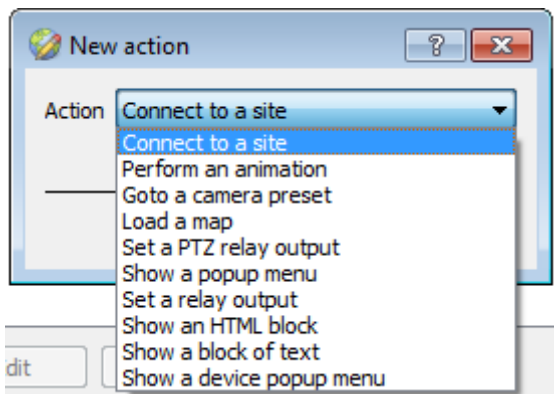 New action
?
Action Connect to a site
Connect to a site
Perform an animation
Goto a camera preset
Load a map
Set a PTZ relay output
Show a popup menu
Set a relay output
Show an HTML block
Show a block of text
dit
Show a device popup menu